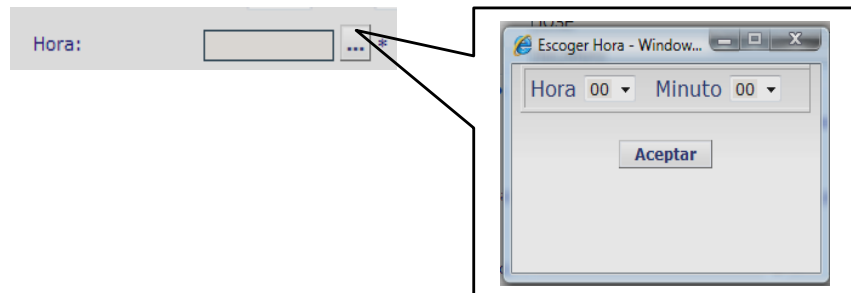 Hora:
... *
Escoger Hora - Window...
Hora 00 Minuto 00
Aceptar